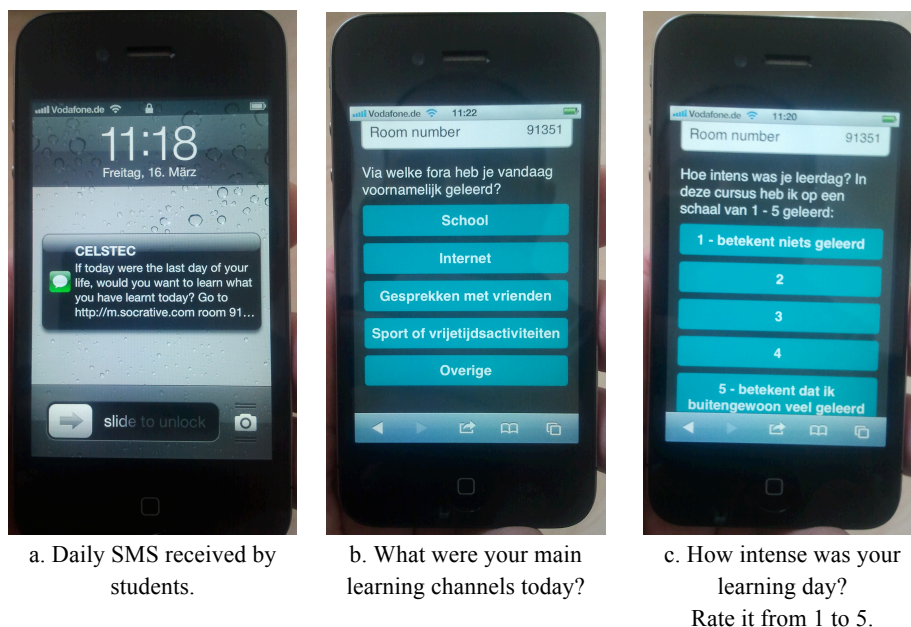 Vodafone.de
11:18
Freitag, 16. März
CELSTEC
If today were the last day of your
life, would you want to learn what
you have learnt today? Go to
http://m.socrative.com room 91...
slide to unlock
a. Daily SMS received by
students.
Vodafone.de 11:22
Room number 91351
Via welke fora heb je vandaag
voornamelijk geleerd?
School
Internet
Gesprekken met vrienden
Sport of vrijetijdsactiviteiten
Overige
b. What were your main
learning channels today?
Vodafone.de 11:20
Room number 91351
Hoe intens was je leerdag? In
deze cursus heb ik op een
schaal van 1 - 5 geleerd:
1 - betekent niets geleerd
2
3
4
5 - betekent dat ik
buitengewoon veel geleerd
c. How intense was your
learning day?
Rate it from 1 to 5.